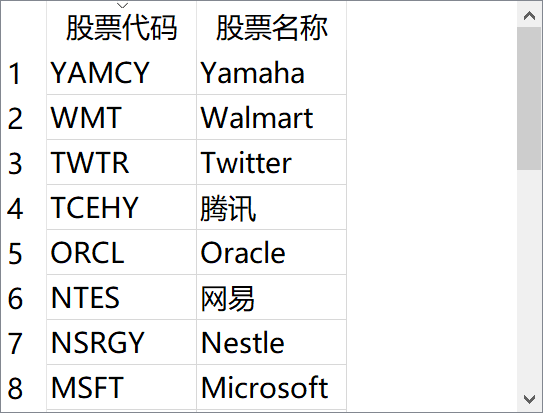 股票代码 股票名称
1 YAMCY Yamaha
2 WMT Walmart
3 TWTR Twitter
4 TCEHY 腾讯
5 ORCL Oracle
6 NTES 网易
7 NSRGY Nestle
8 MSFT Microsoft